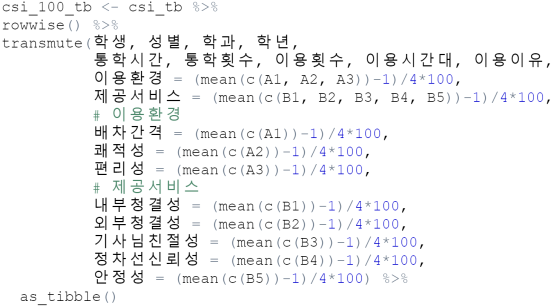 csi_100_tb <- csi_tb %>%
rowwise() %>%
transmute(학생, 성별, 학과, 학년,
통학시간, 통학횟수, 이용횟수, 이용시간대, 이용이유,
이용환경 = (mean(c(A1, A2, A3))-1)/4*100,
제공서비스 = (mean(c(B1, B2, B3, B4, B5))-1)/4*100,
# 이용환경
배차간격 = (mean(c(A1))-1)/4*100,
쾌적성 = (mean(c(A2))-1)/4*100,
편리성 = (mean(c(A3))-1)/4*100,
# 제공서비스
내부청결성 = (mean(c(B1))-1)/4*100,
외부청결성 = (mean(c(B2))-1)/4*100,
기사님친절성 = (mean(c(B3))-1)/4*100,
정차선신뢰성 = (mean(c(B4))-1)/4*100,
안정성 = (mean(c(B5))-1)/4*100) %>%
as_tibble()